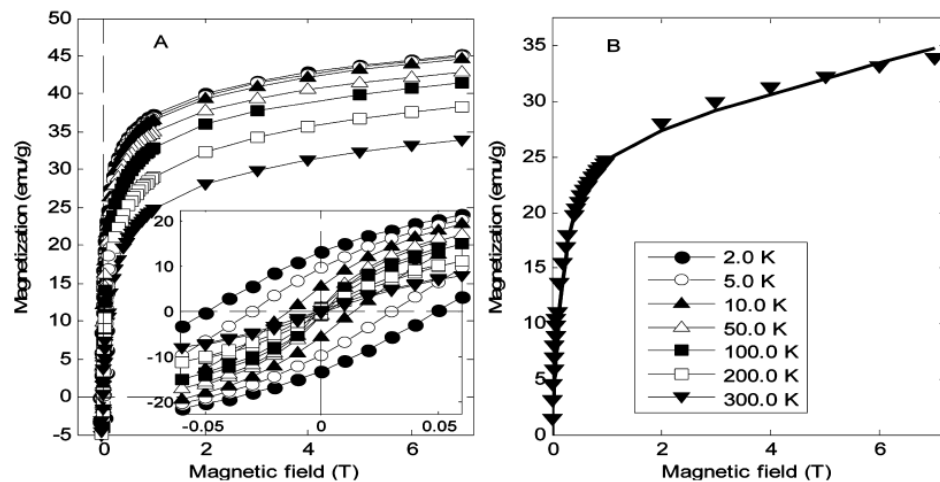 A
Magnetization (emu/g)
50
45
40
35
30
25
20
15
10
5
0
-5
0
2
4
6
Magnetic field (T)
20
10
0
-10
-20
-0.05
0
0.05
B
Magnetization (emu/g)
35
30
25
20
15
10
5
0
0
2
4
6
Magnetic field (T)
2.0 K
5.0 K
10.0 K
50.0 K
100.0 K
200.0 K
300.0 K